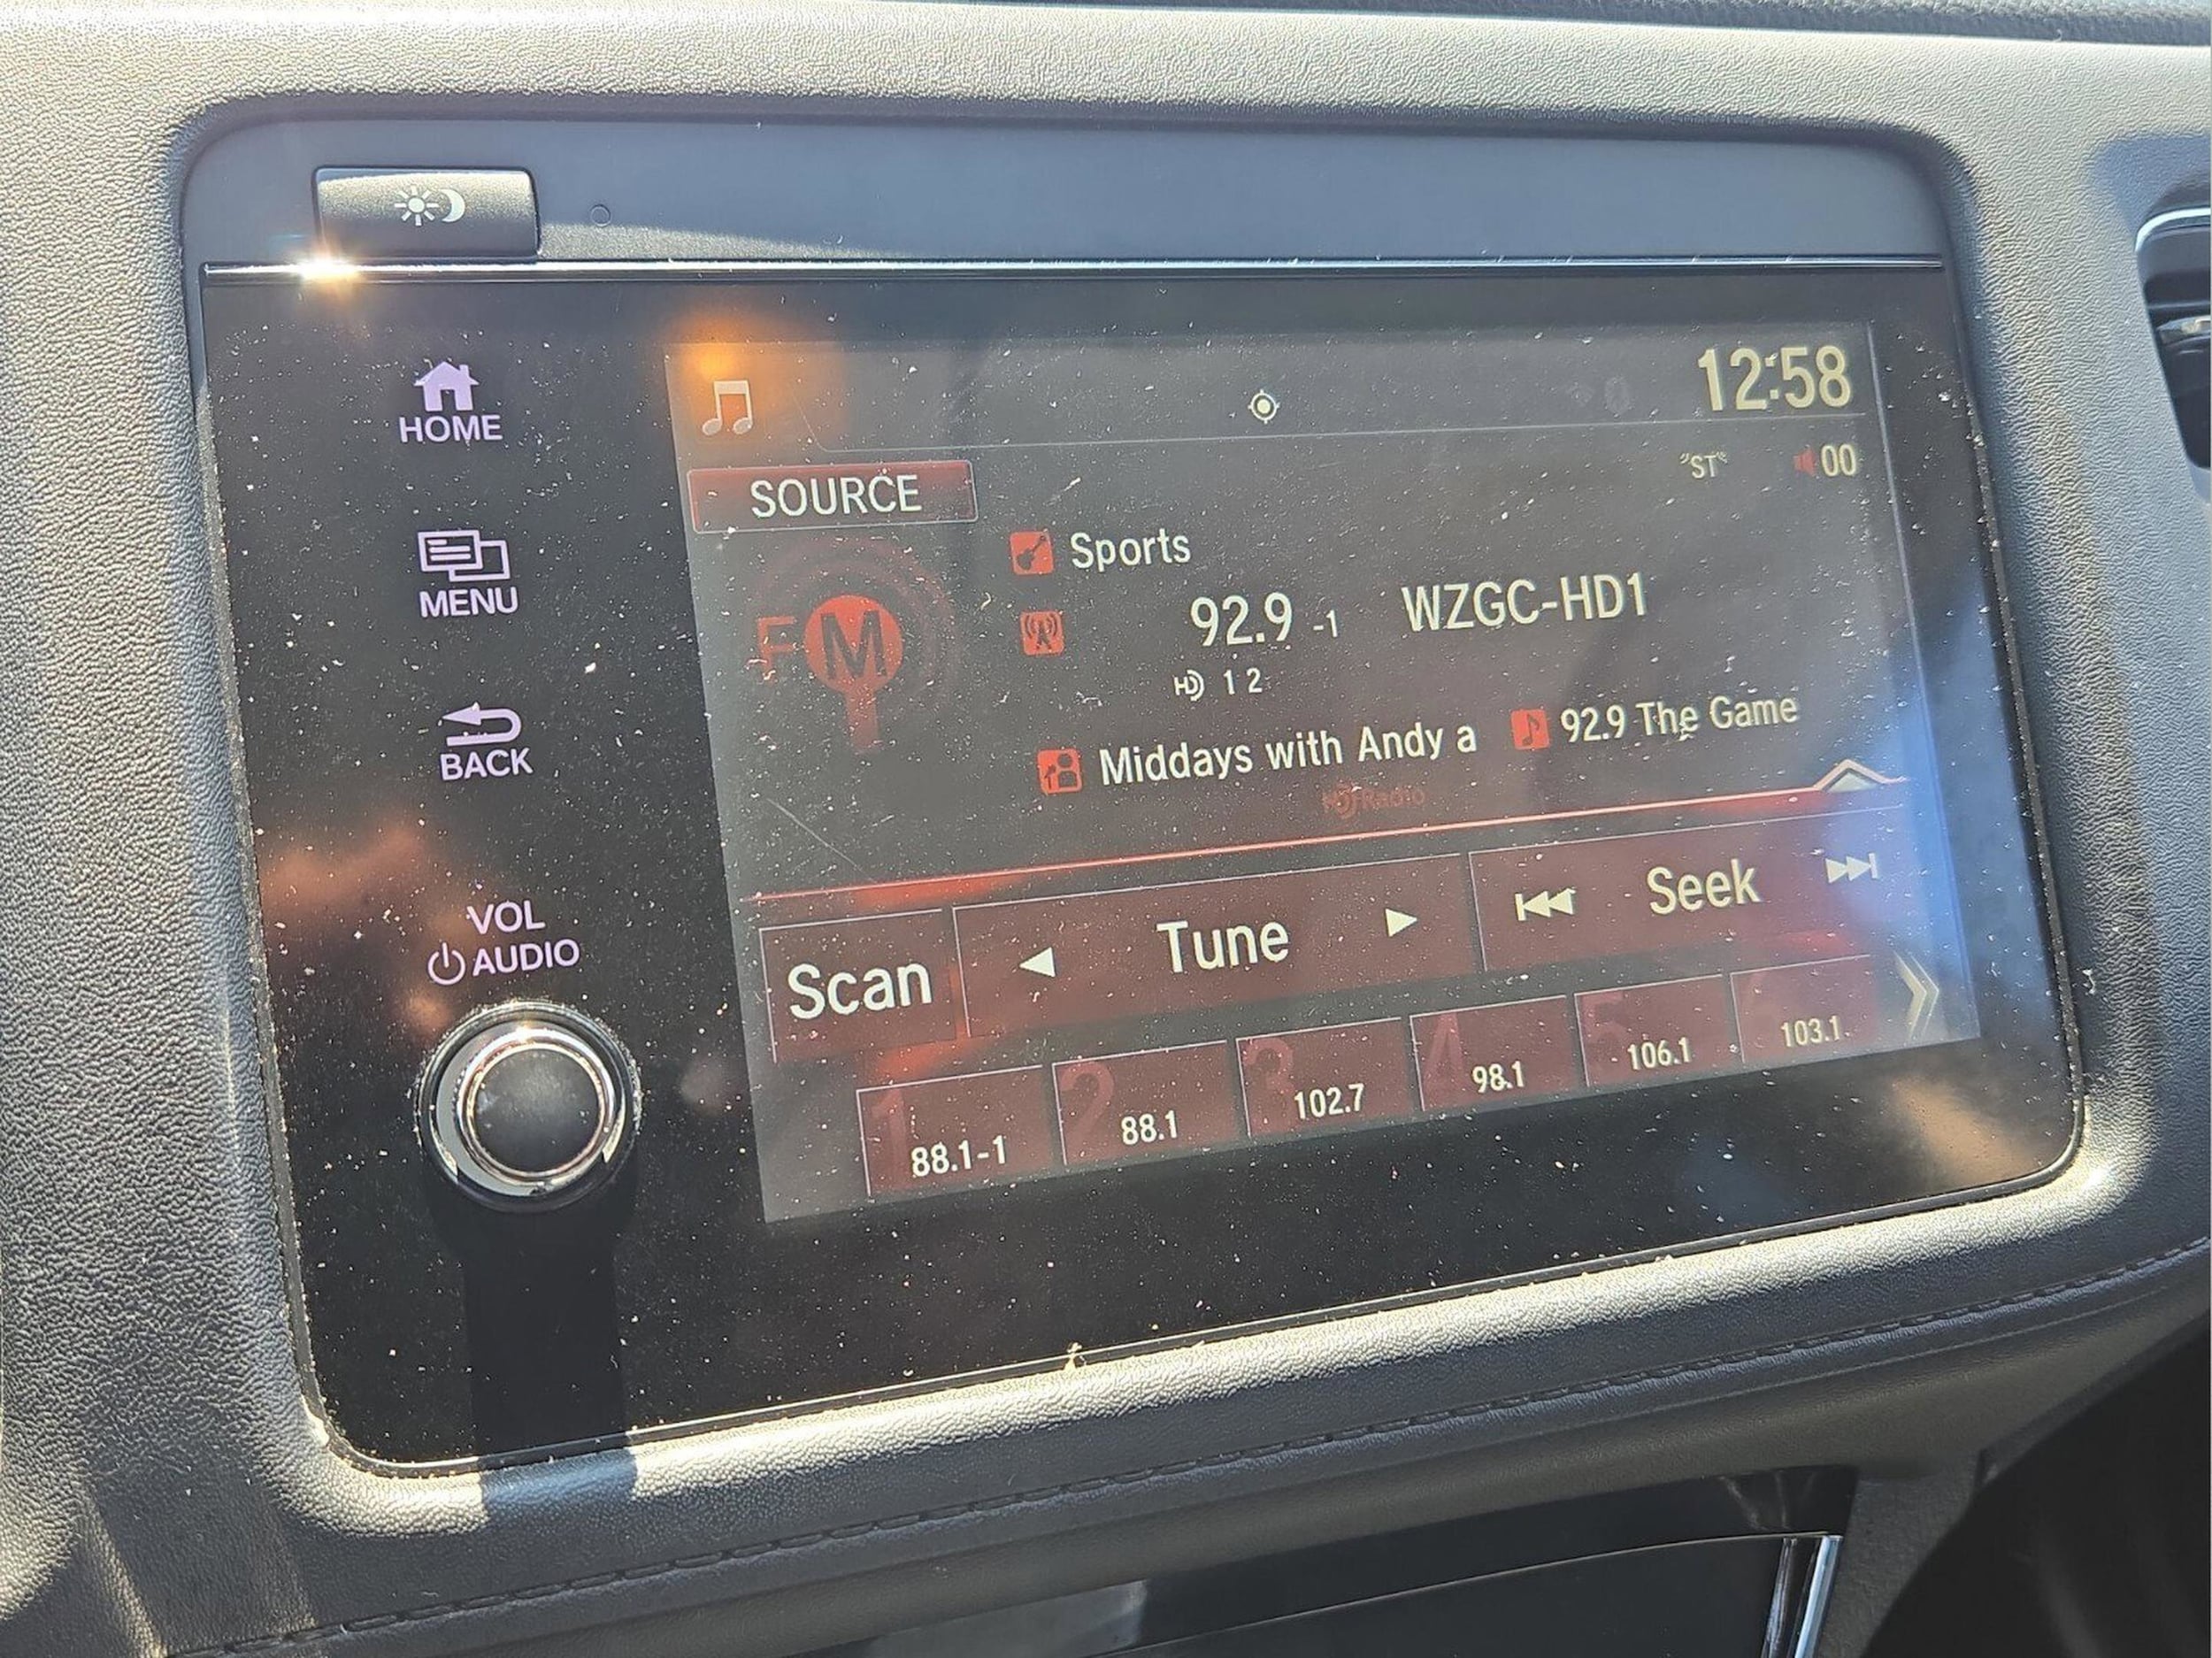 HOME
MENU
BACK
VOL
AUDIO
12:58
"ST"
00
SOURCE
Sports
FM
92.9 -1 WZGC-HD1
HD 1 2
Middays with Andy a
92.9 The Game
HD Radio
Scan
Tune
Seek
1 88.1-1
2 88.1
3 102.7
4 98.1
5 106.1
6 103.1